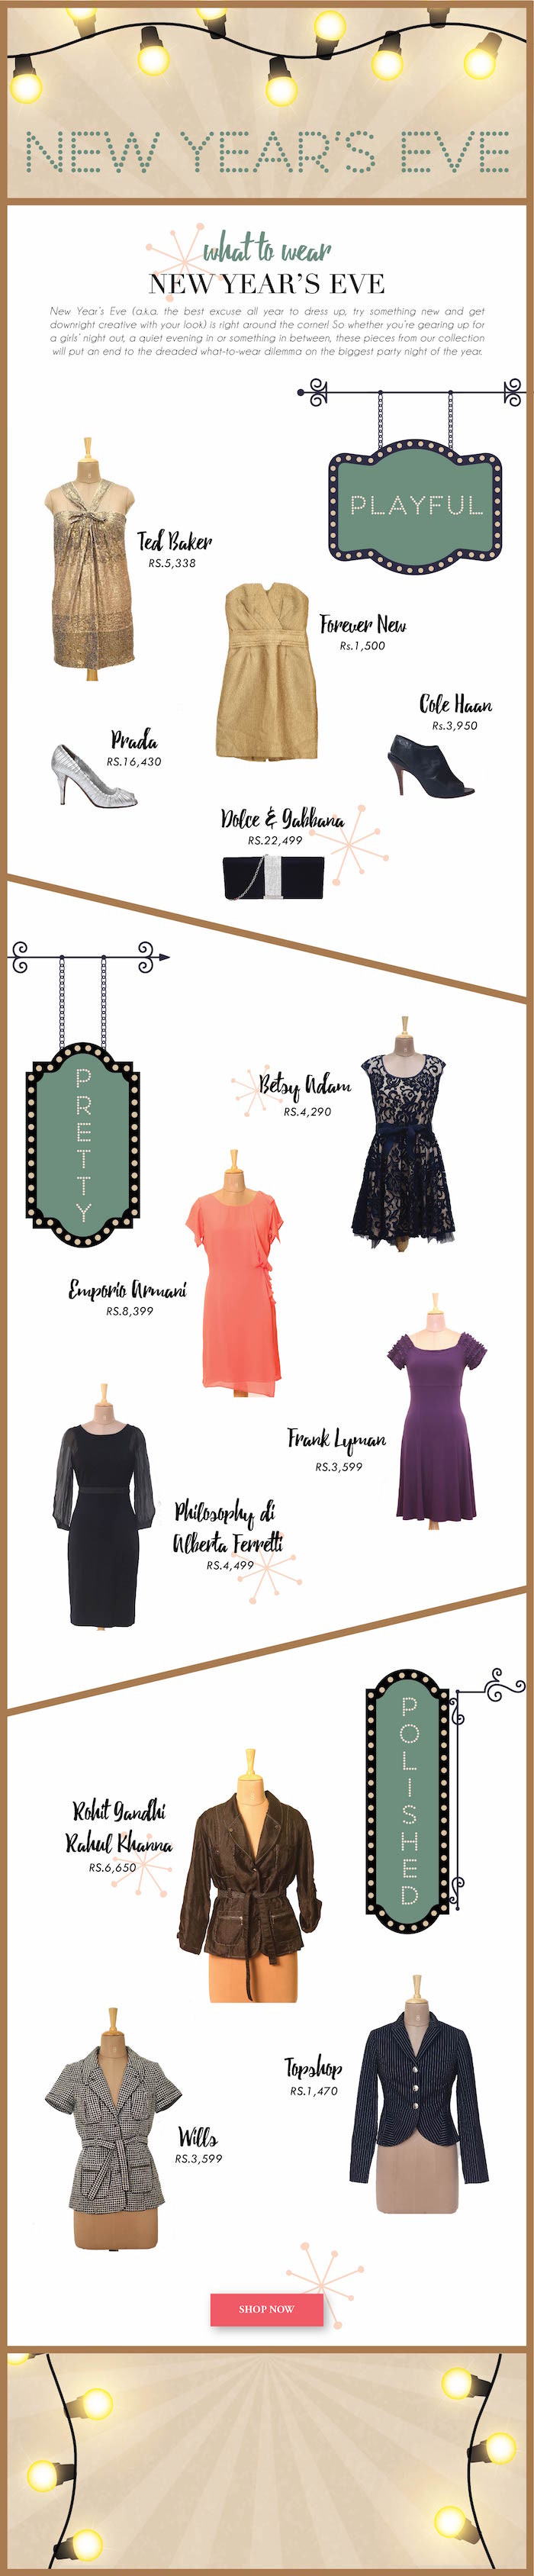 NEW YEAR'S EVE
what to wear
NEW YEAR'S EVE
New Year's Eve (a.k.a. the best excuse all year to dress up, try something new and get
downright creative with your look) is right around the corner! So whether you're gearing up for
a girls' night out, a quiet evening in or something in between, these pieces from our collection
will put an end to the dreaded what-to-wear dilemma on the biggest party night of the year.
PLAYFUL
Ted Baker
RS.5,338
Forever New
Rs.1,500
Cole Haan
Rs.3,950
Prada
RS.16,430
Dolce & Gabbana
RS.22,499
PRETTY
Betsy Adam
RS.4,290
Emporio Armani
RS.8,399
Frank Lyman
RS.3,599
Philosophy di
Alberta Ferretti
RS.4,499
POLISHED
Rohit Gandhi
Rahul Khanna
RS.6,650
Topshop
RS.1,470
Wills
RS.3,599
SHOP NOW